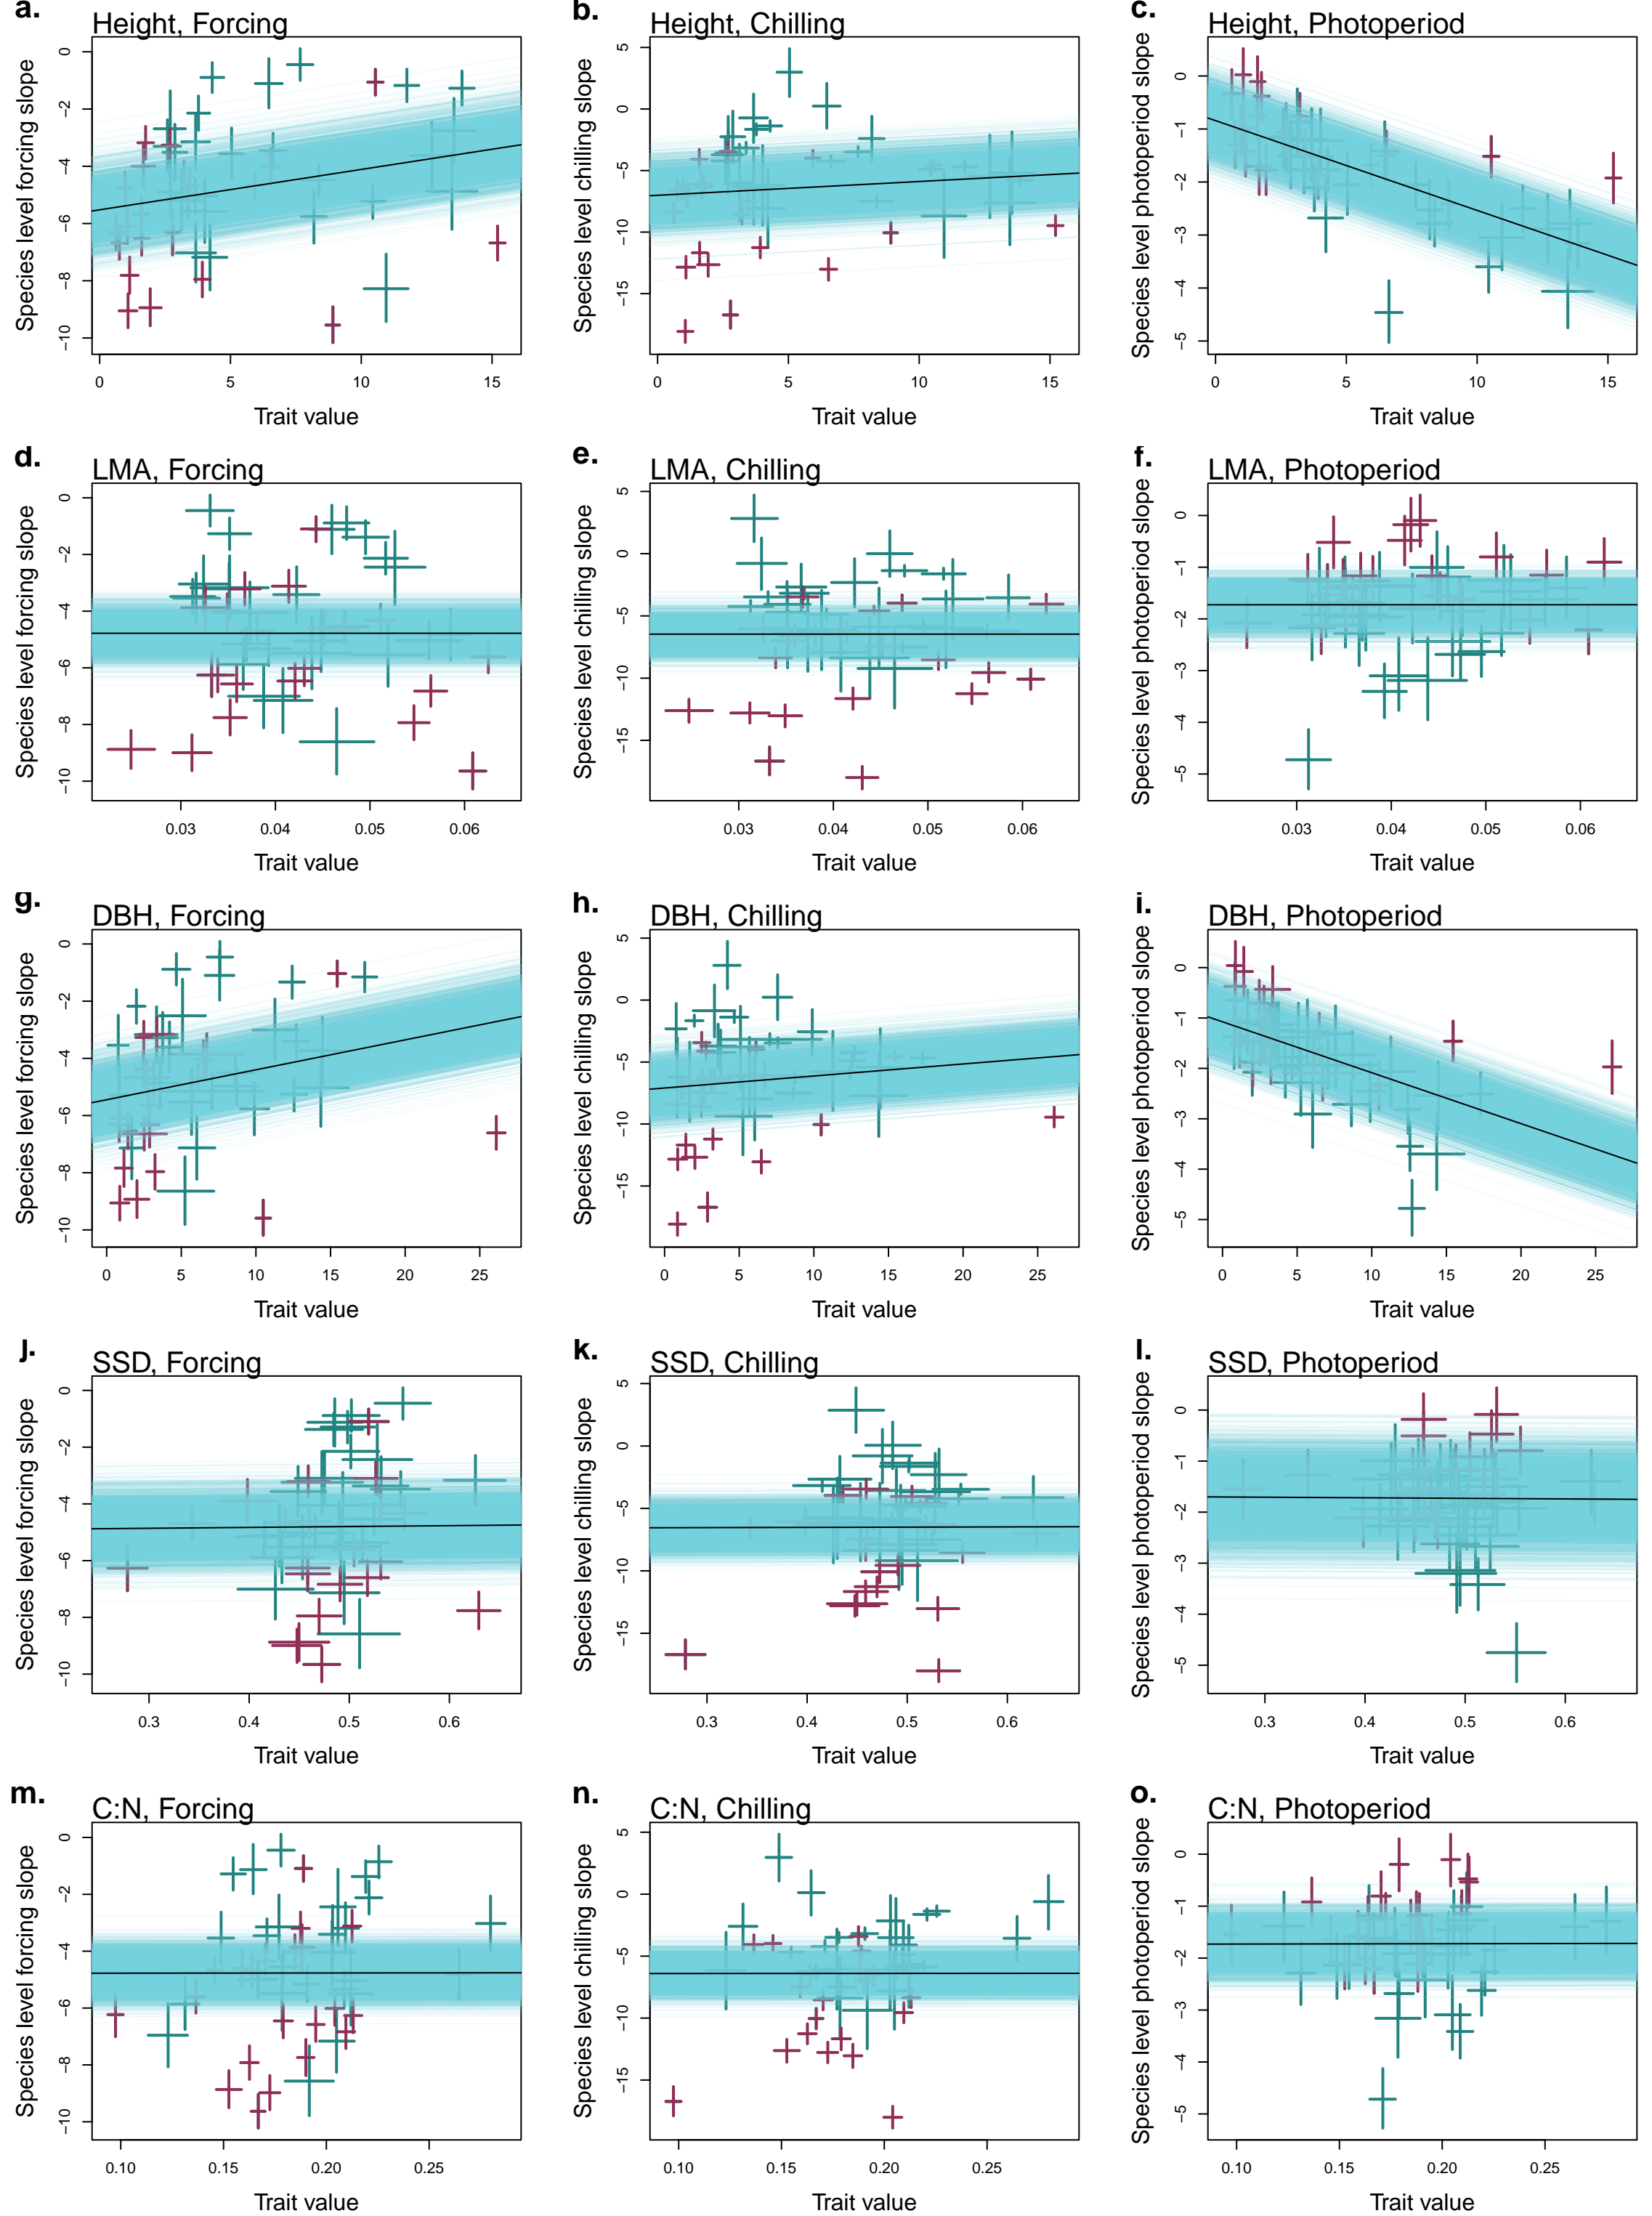 a. Height, Forcing
Species level forcing slope
0
−2
−4
−6
−8
−10
0 5 10 15
Trait value
b. Height, Chilling
Species level chilling slope
5
0
−5
−10
−15
0 5 10 15
Trait value
c. Height, Photoperiod
Species level photoperiod slope
0
−1
−2
−3
−4
−5
0 5 10 15
Trait value
d. LMA, Forcing
Species level forcing slope
0
−2
−4
−6
−8
−10
0.03 0.04 0.05 0.06
Trait value
e. LMA, Chilling
Species level chilling slope
5
0
−5
−10
−15
0.03 0.04 0.05 0.06
Trait value
f. LMA, Photoperiod
Species level photoperiod slope
0
−1
−2
−3
−4
−5
0.03 0.04 0.05 0.06
Trait value
g. DBH, Forcing
Species level forcing slope
0
−2
−4
−6
−8
−10
0 5 10 15 20 25
Trait value
h. DBH, Chilling
Species level chilling slope
5
0
−5
−10
−15
0 5 10 15 20 25
Trait value
i. DBH, Photoperiod
Species level photoperiod slope
0
−1
−2
−3
−4
−5
0 5 10 15 20 25
Trait value
j. SSD, Forcing
Species level forcing slope
0
−2
−4
−6
−8
−10
0.3 0.4 0.5 0.6
Trait value
k. SSD, Chilling
Species level chilling slope
5
0
−5
−10
−15
0.3 0.4 0.5 0.6
Trait value
l. SSD, Photoperiod
Species level photoperiod slope
0
−1
−2
−3
−4
−5
0.3 0.4 0.5 0.6
Trait value
m. C:N, Forcing
Species level forcing slope
0
−2
−4
−6
−8
−10
0.10 0.15 0.20 0.25
Trait value
n. C:N, Chilling
Species level chilling slope
5
0
−5
−10
−15
0.10 0.15 0.20 0.25
Trait value
o. C:N, Photoperiod
Species level photoperiod slope
0
−1
−2
−3
−4
−5
0.10 0.15 0.20 0.25
Trait value